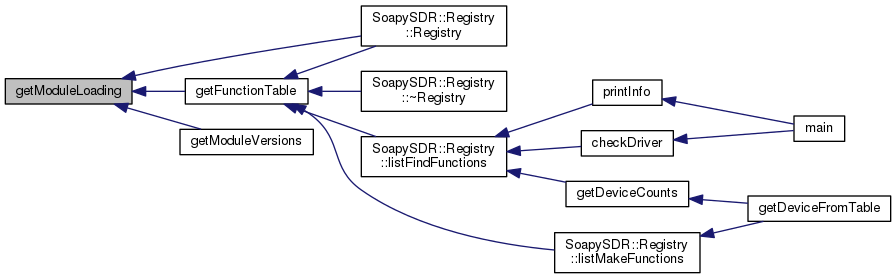 getModuleLoading
SoapySDR::Registry
::Registry
getFunctionTable
getModuleVersions
SoapySDR::Registry
::~Registry
SoapySDR::Registry
::listFindFunctions
printInfo
checkDriver
main
getDeviceCounts
getDeviceFromTable
SoapySDR::Registry
::listMakeFunctions